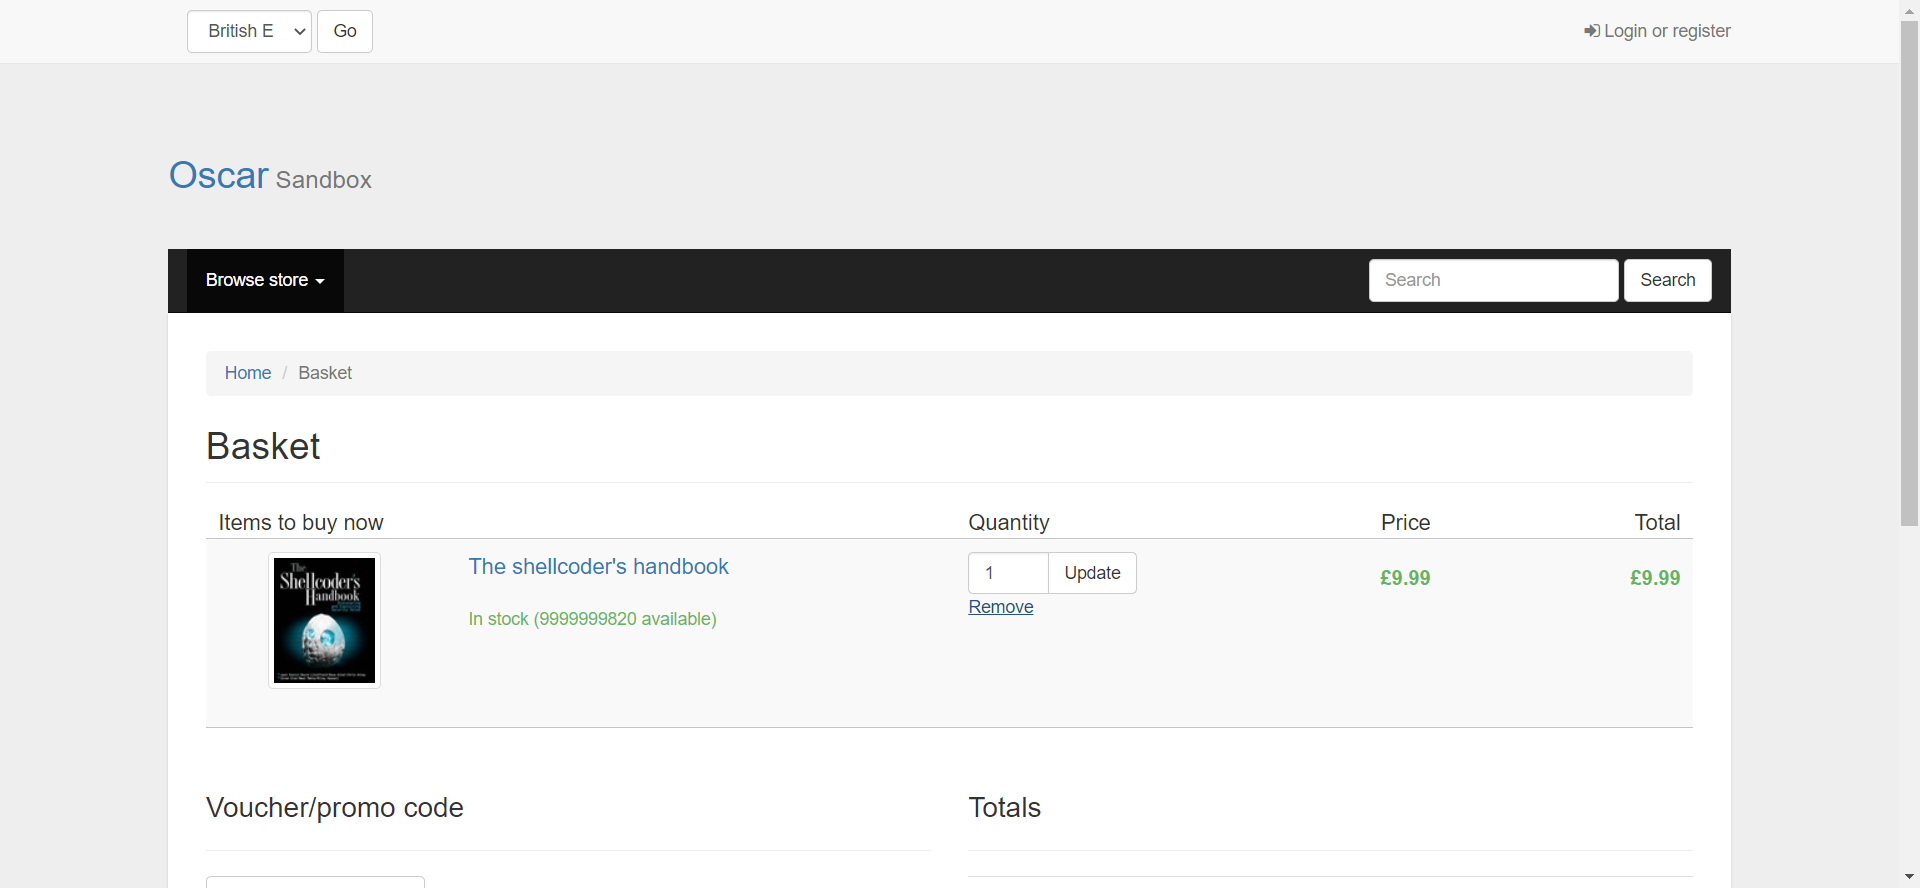 British E
Go
Login or register
Oscar Sandbox
Browse store
Search
Search
Home / Basket
Basket
Items to buy now
Quantity
Price
Total
The
Shellcoder's
Handbook
The shellcoder's handbook
In stock (9999999820 available)
1
Update
Remove
£9.99
£9.99
Voucher/promo code
Totals